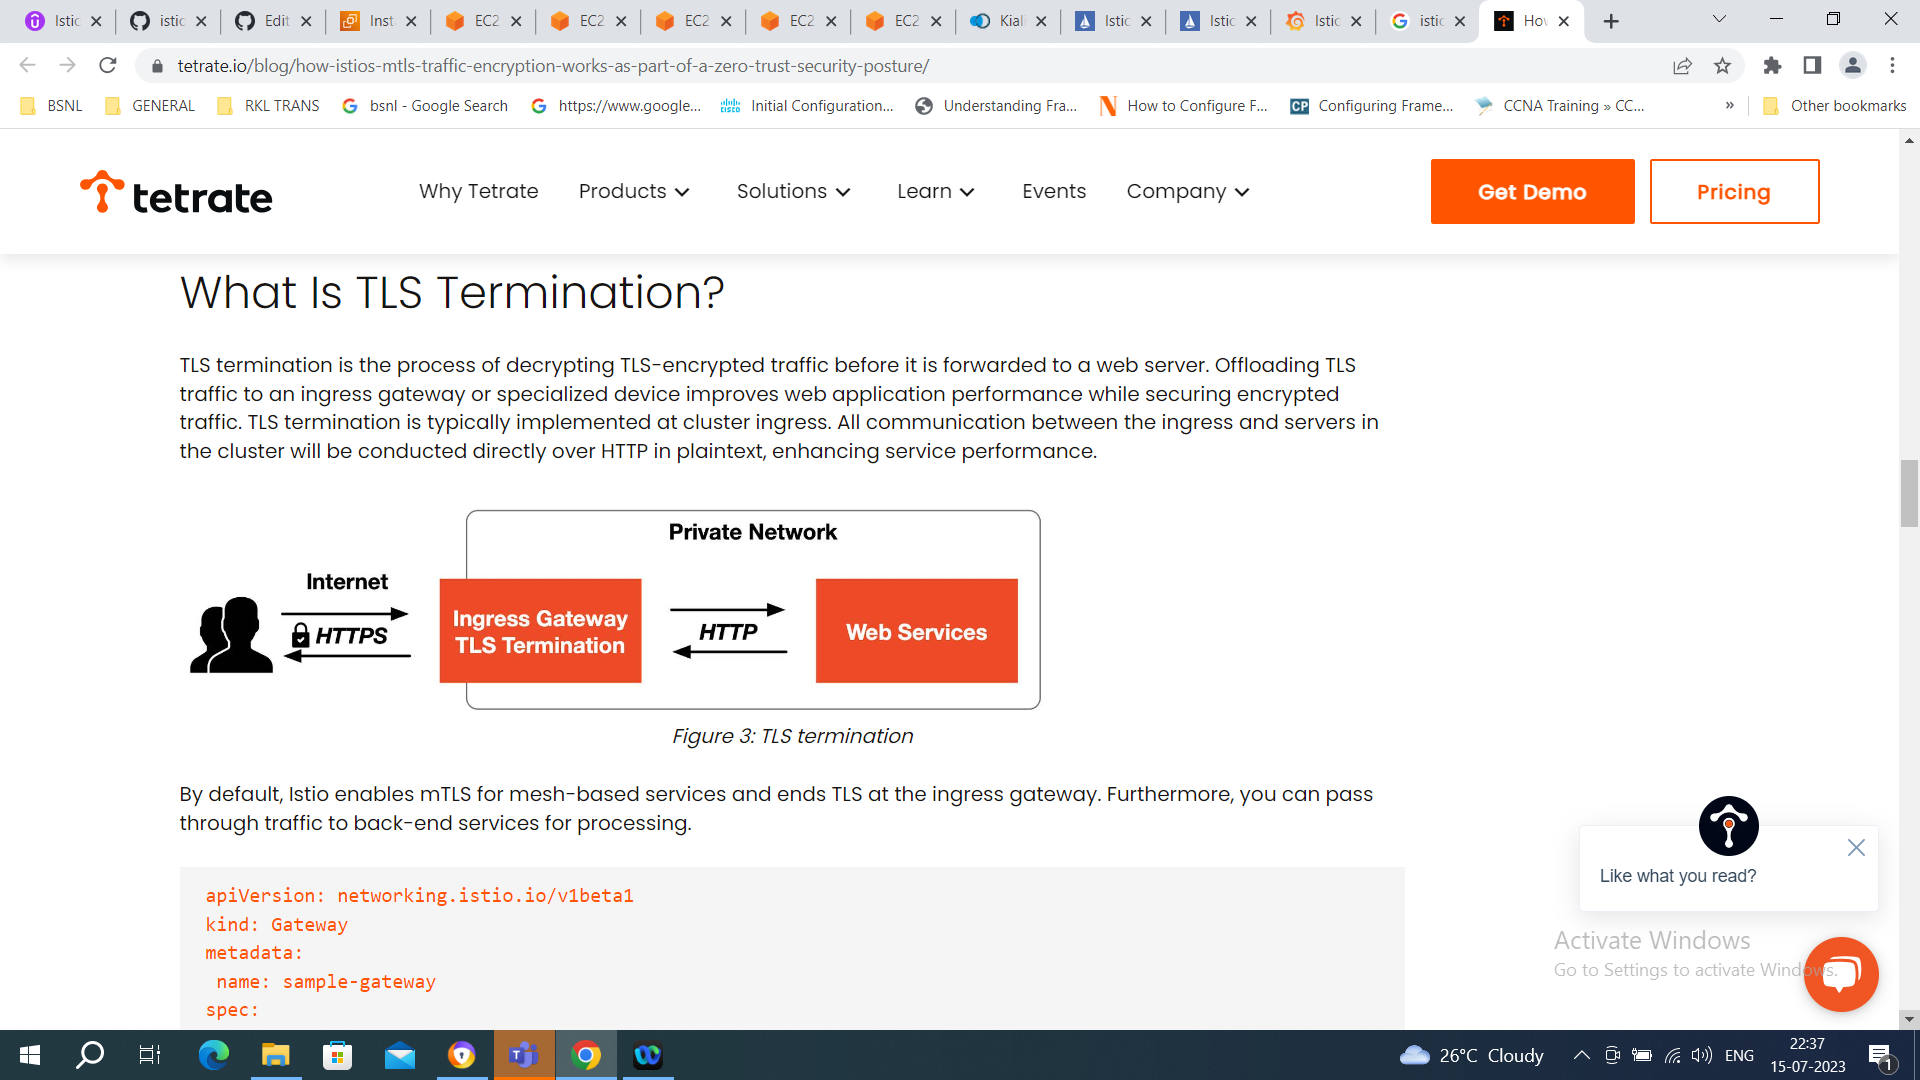 Istic
istic
Edit
Inst
EC2
EC2
EC2
EC2
EC2
Kiali
Istic
Istic
Istic
istic
How
tetrate.io/blog/how-istios-mtls-traffic-encryption-works-as-part-of-a-zero-trust-security-posture/
BSNL
GENERAL
RKL TRANS
bsnl - Google Search
https://www.google...
Initial Configuration...
Understanding Fra...
How to Configure F...
CP
Configuring Frame...
CCNA Training » CC...
»
Other bookmarks
tetrate
Why Tetrate
Products
Solutions
Learn
Events
Company
Get Demo
Pricing
What Is TLS Termination?
TLS termination is the process of decrypting TLS-encrypted traffic before it is forwarded to a web server. Offloading TLS
traffic to an ingress gateway or specialized device improves web application performance while securing encrypted
traffic. TLS termination is typically implemented at cluster ingress. All communication between the ingress and servers in
the cluster will be conducted directly over HTTP in plaintext, enhancing service performance.
Private Network
Internet
HTTPS
Ingress Gateway
TLS Termination
HTTP
Web Services
Figure 3: TLS termination
By default, Istio enables mTLS for mesh-based services and ends TLS at the ingress gateway. Furthermore, you can pass
through traffic to back-end services for processing.
apiVersion: networking.istio.io/v1beta1
kind: Gateway
metadata:
name: sample-gateway
spec:
Like what you read?
Activate Windows
Go to Settings to activate Windows.
26°C Cloudy
ENG
22:37
15-07-2023
1